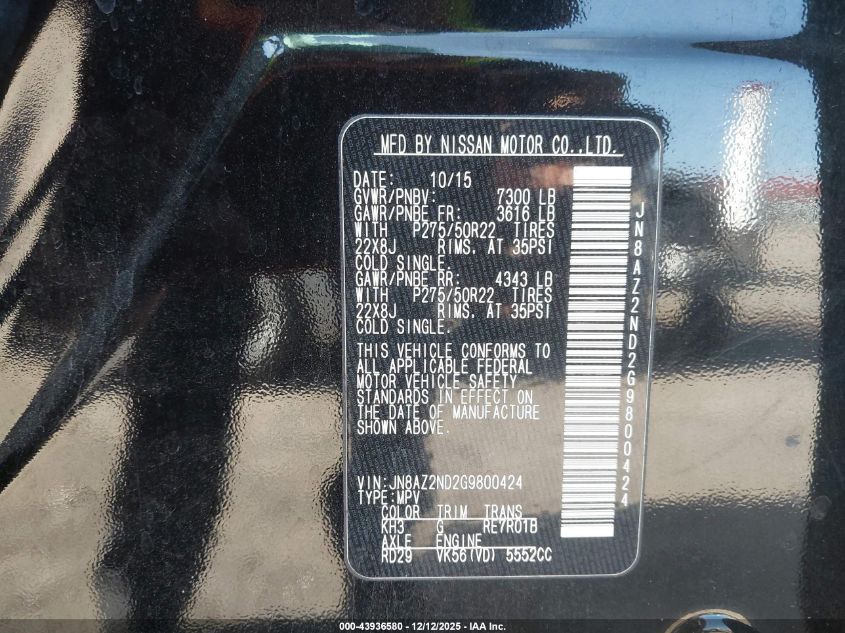 MFD BY NISSAN MOTOR CO.,LTD.
DATE: 10/15
GVWR/PNBV: 7300 LB
GAWR/PNBE FR: 3616 LB
WITH P275/50R22 TIRES
22X8J RIMS. AT 35PSI
COLD SINGLE.
GAWR/PNBE RR: 4343 LB
WITH P275/50R22 TIRES
22X8J RIMS. AT 35PSI
COLD SINGLE.
THIS VEHICLE CONFORMS TO
ALL APPLICABLE FEDERAL
MOTOR VEHICLE SAFETY
STANDARDS IN EFFECT ON
THE DATE OF MANUFACTURE
SHOWN ABOVE.
VIN:JN8AZ2ND2G9800424
TYPE:MPV
COLOR TRIM TRANS
KH3 G RE7R01B
AXLE ENGINE
RD29 VK56(VD) 5552CC
JN8AZ2ND2G9800424
000-43936580 - 12/12/2025 - IAA Inc.